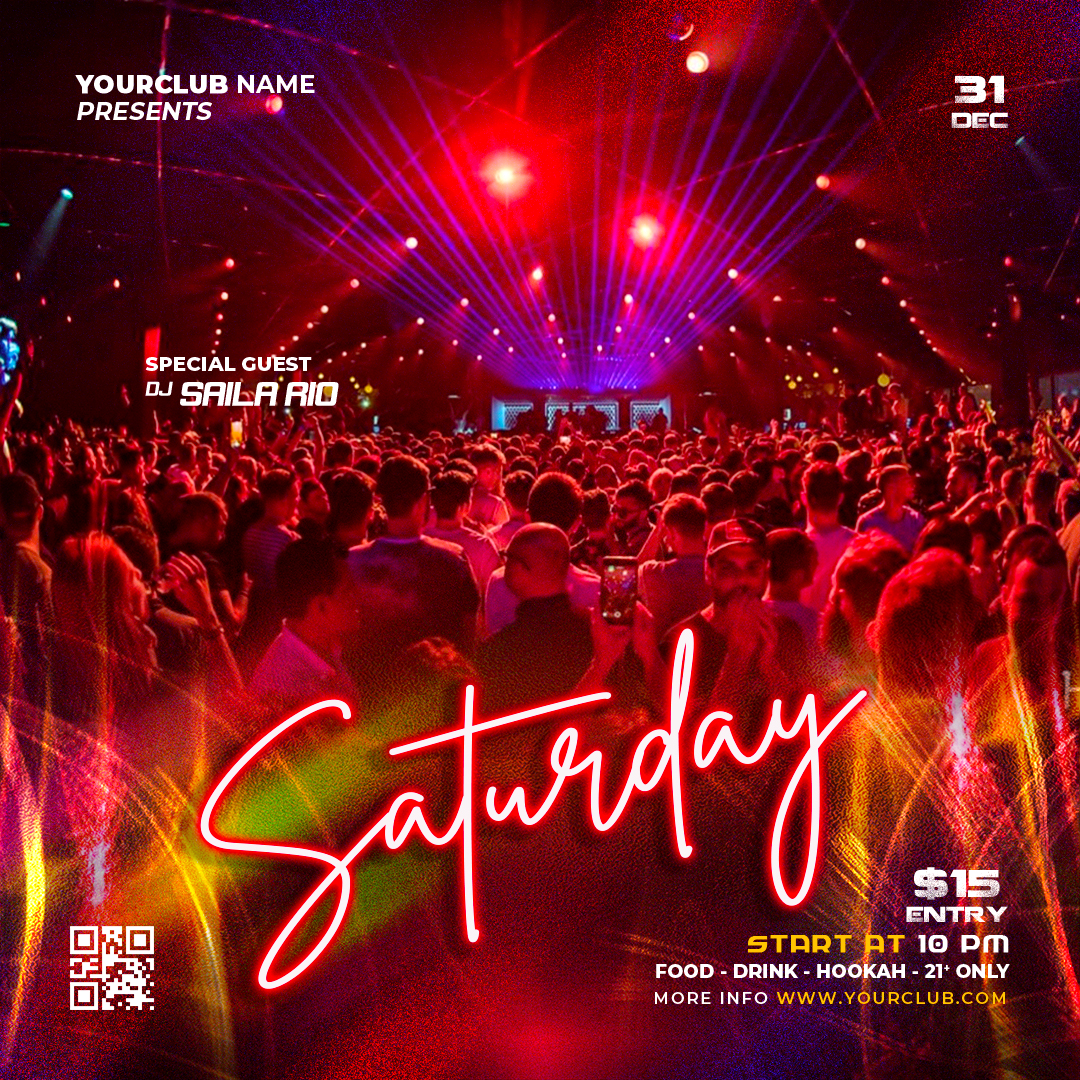 YOURCLUB NAME
PRESENTS
31
DEC
SPECIAL GUEST
DJ SAILA RIO
Saturday
$15
ENTRY
START AT 10 PM
FOOD - DRINK - HOOKAH - 21+ ONLY
MORE INFO WWW.YOURCLUB.COM